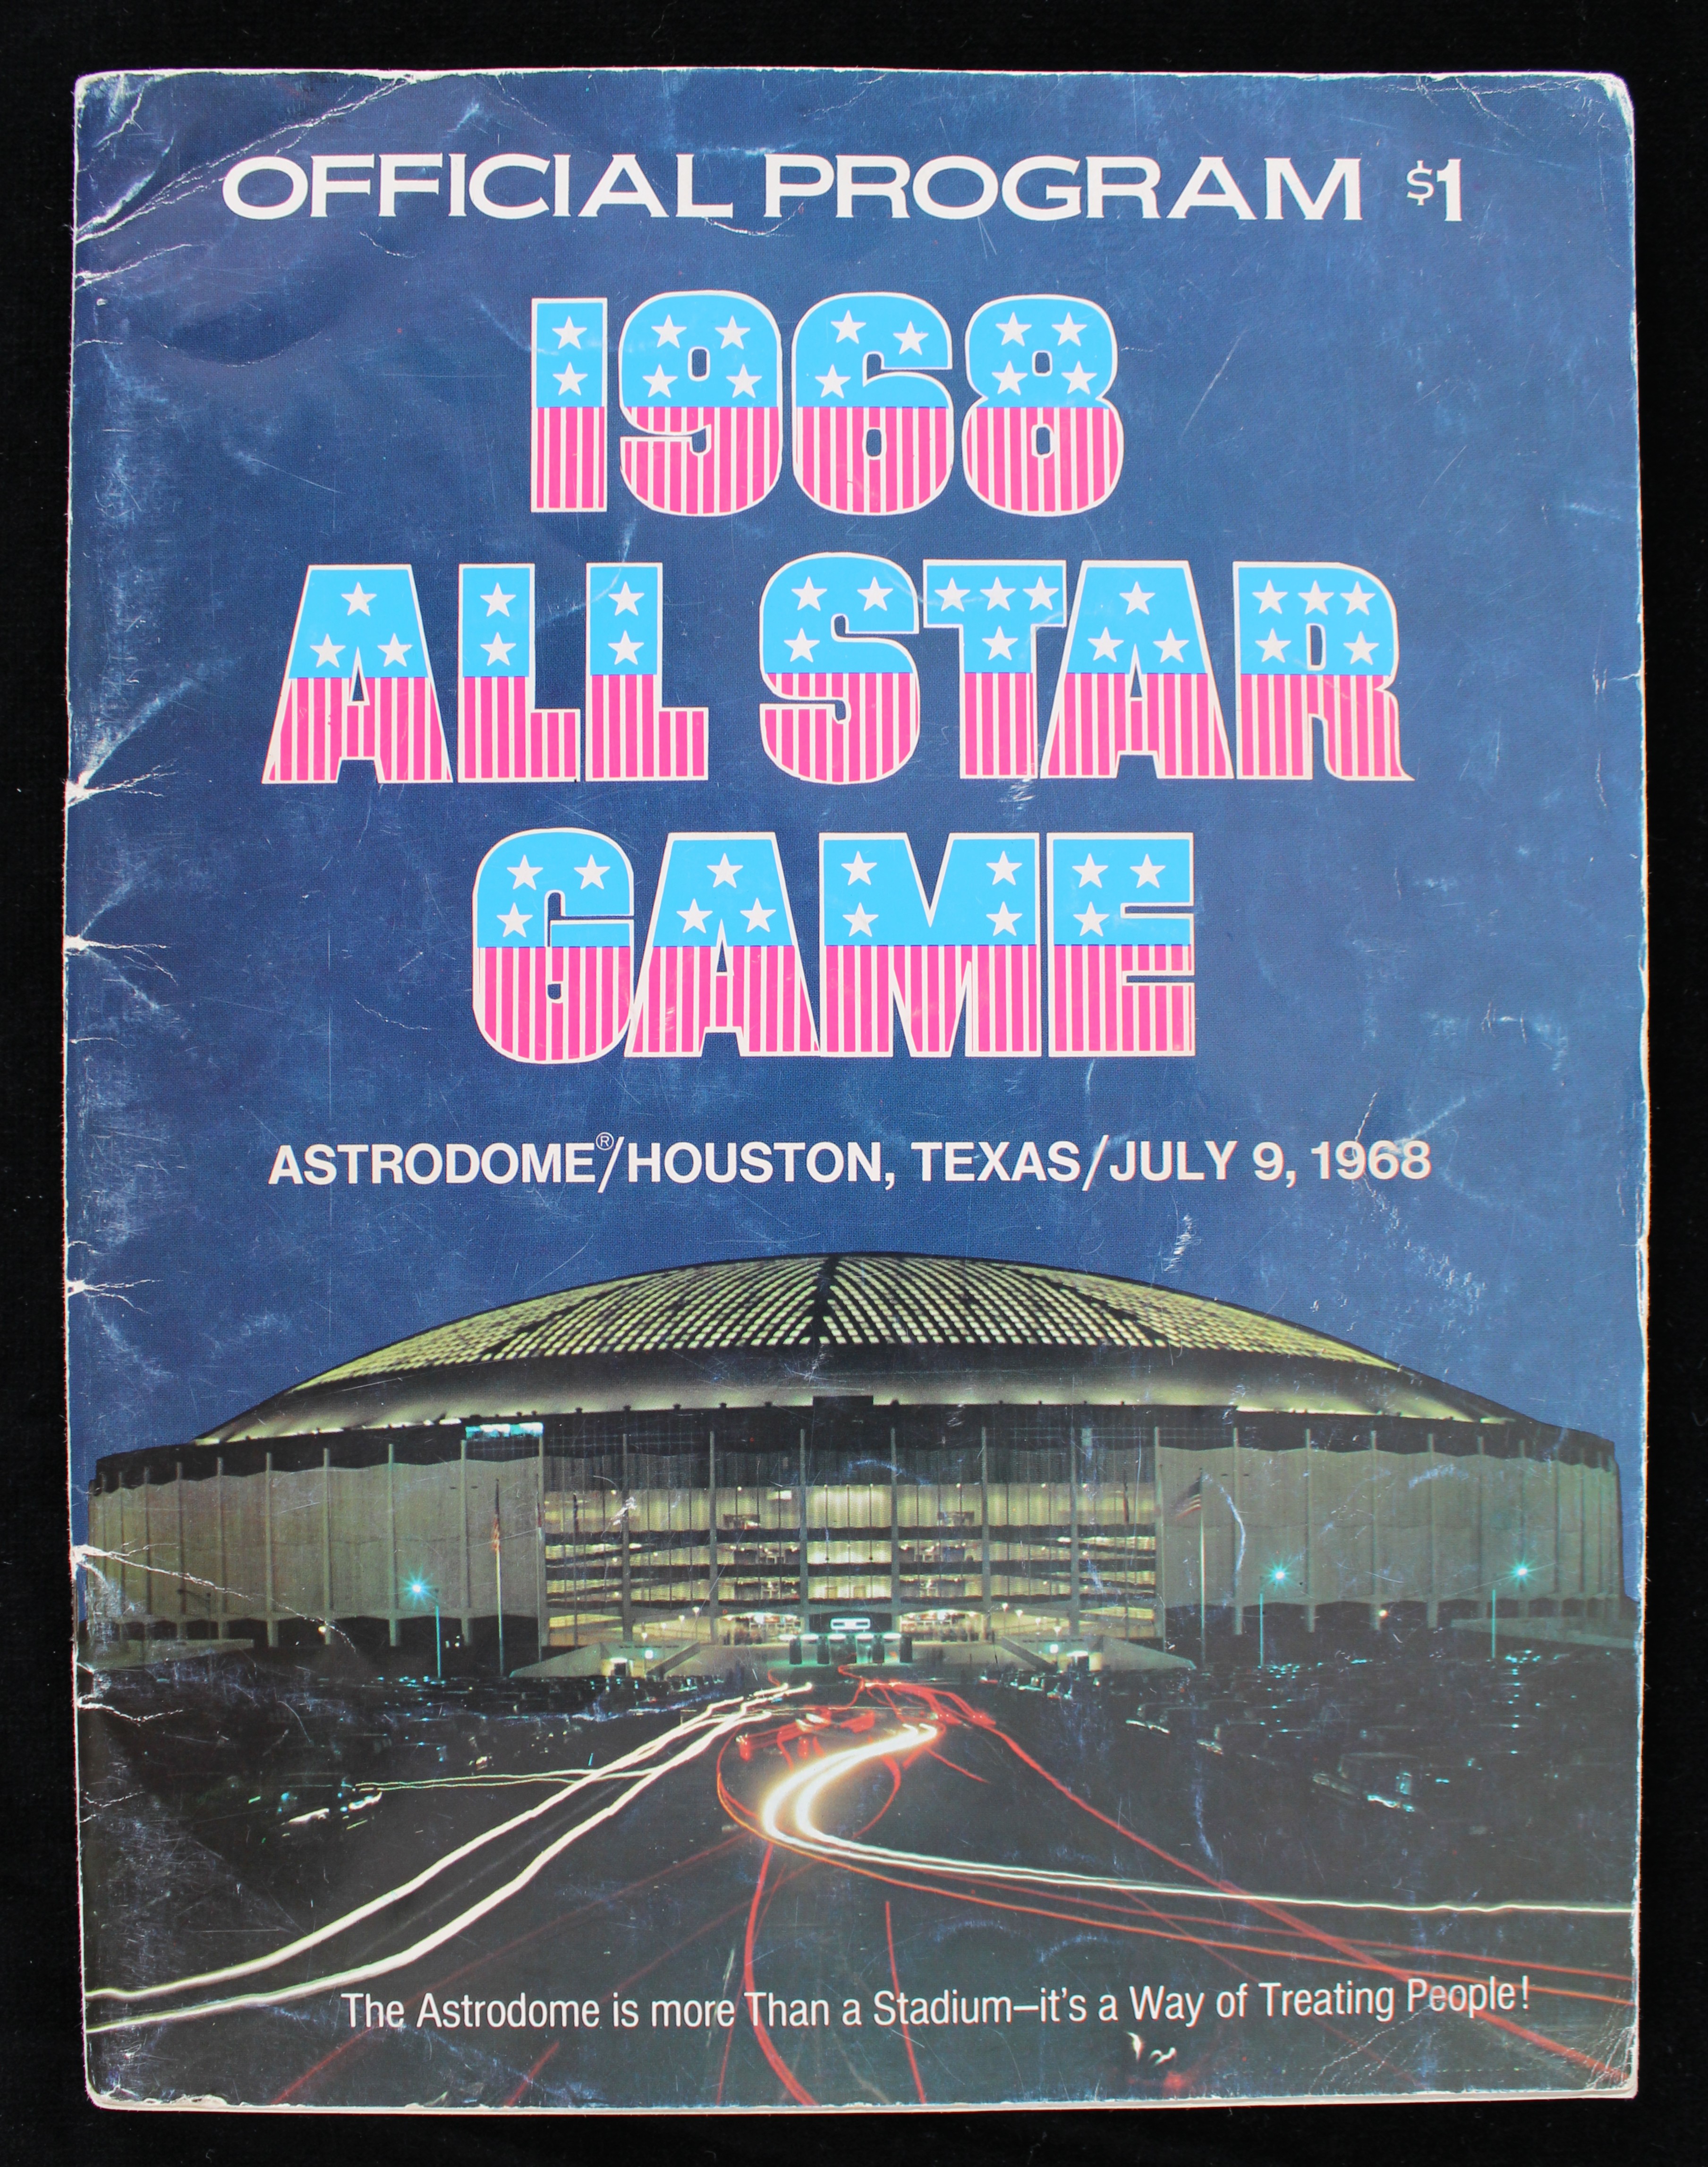 OFFICIAL PROGRAM $1
1968
ALL STAR
GAME
ASTRODOME®/HOUSTON, TEXAS/JULY 9, 1968
The Astrodome is more Than a Stadium–it's a Way of Treating People!